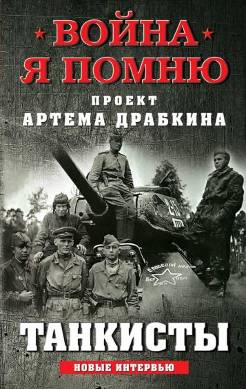 ★ ВОЙНА ★
Я ПОМНЮ
ПРОЕКТ
АРТЕМА ДРАБКИНА
ТАНКИСТЫ
НОВЫЕ ИНТЕРВЬЮ